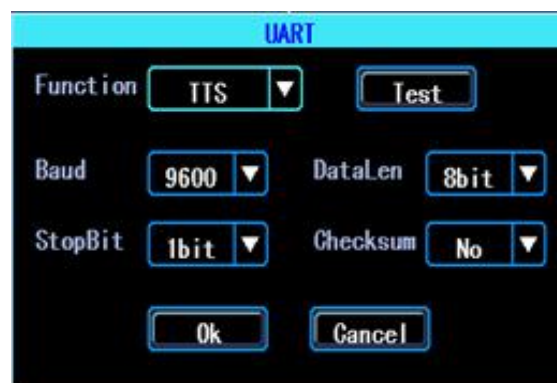 UART
Function TTS Test
Baud 9600 DataLen 8bit
StopBit 1bit Checksum No
Ok Cancel